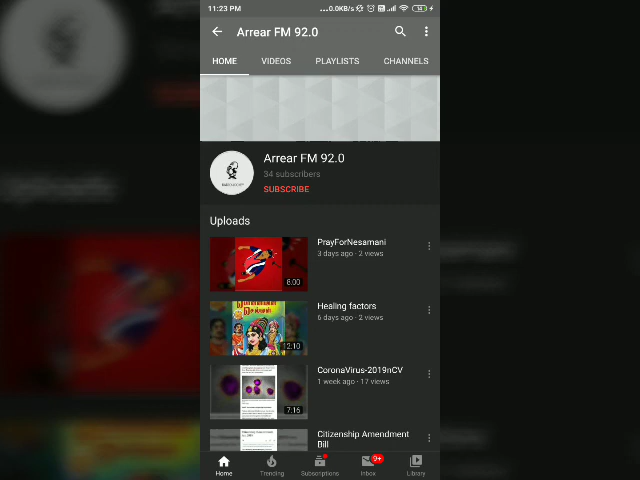 11:23 PM ...0.0KB/s
Arrear FM 92.0
HOME VIDEOS PLAYLISTS CHANNELS
Arrear FM 92.0
34 subscribers
SUBSCRIBE
Uploads
PrayForNesamani
3 days ago · 2 views
8:00
Healing factors
6 days ago · 2 views
12:10
CoronaVirus-2019nCV
1 week ago · 17 views
7:16
Citizenship Amendment
Bill
9+
Home Trending Subscriptions Inbox Library